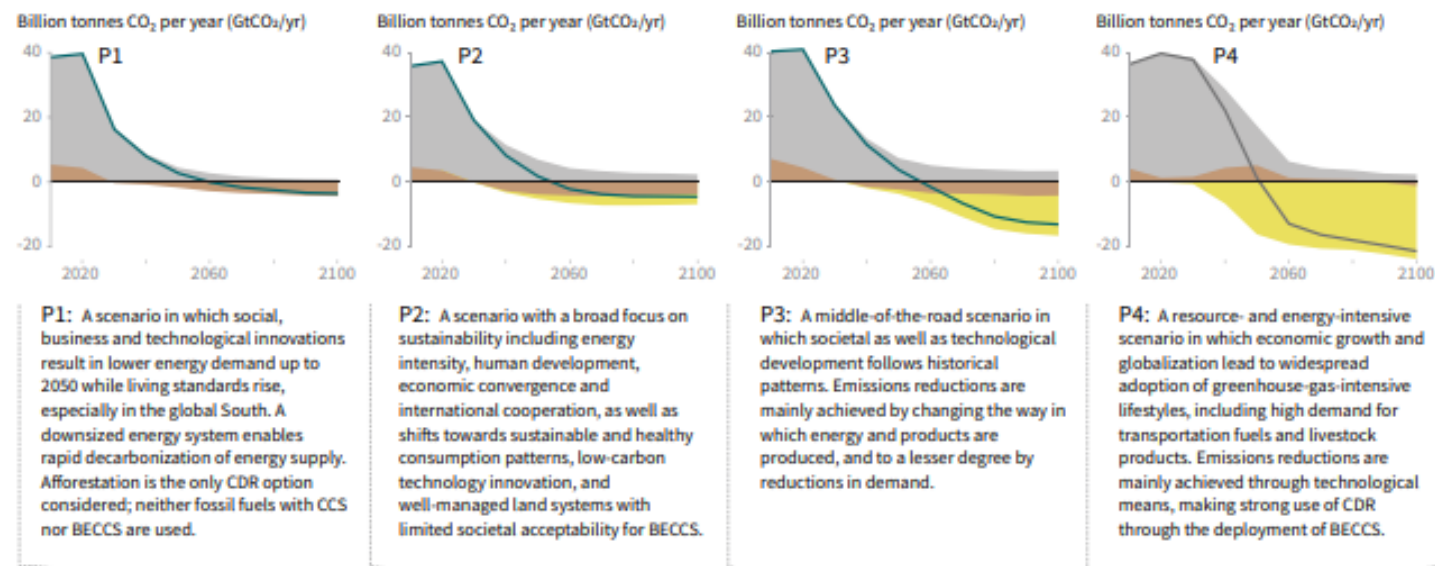 Billion tonnes CO₂ per year (GtCO₂/yr)
40
P1
20
0
-20
2020
2060
2100
Billion tonnes CO₂ per year (GtCO₂/yr)
40
P2
20
0
-20
2020
2060
2100
Billion tonnes CO₂ per year (GtCO₂/yr)
40
P3
20
0
-20
2020
2060
2100
Billion tonnes CO₂ per year (GtCO₂/yr)
40
P4
20
0
-20
2020
2060
2100
P1: A scenario in which social,
business and technological innovations
result in lower energy demand up to
2050 while living standards rise,
especially in the global South. A
downsized energy system enables
rapid decarbonization of energy supply.
Afforestation is the only CDR option
considered; neither fossil fuels with CCS
nor BECCS are used.
P2: A scenario with a broad focus on
sustainability including energy
intensity, human development,
economic convergence and
international cooperation, as well as
shifts towards sustainable and healthy
consumption patterns, low-carbon
technology innovation, and
well-managed land systems with
limited societal acceptability for BECCS.
P3: A middle-of-the-road scenario in
which societal as well as technological
development follows historical
patterns. Emissions reductions are
mainly achieved by changing the way in
which energy and products are
produced, and to a lesser degree by
reductions in demand.
P4: A resource- and energy-intensive
scenario in which economic growth and
globalization lead to widespread
adoption of greenhouse-gas-intensive
lifestyles, including high demand for
transportation fuels and livestock
products. Emissions reductions are
mainly achieved through technological
means, making strong use of CDR
through the deployment of BECCS.